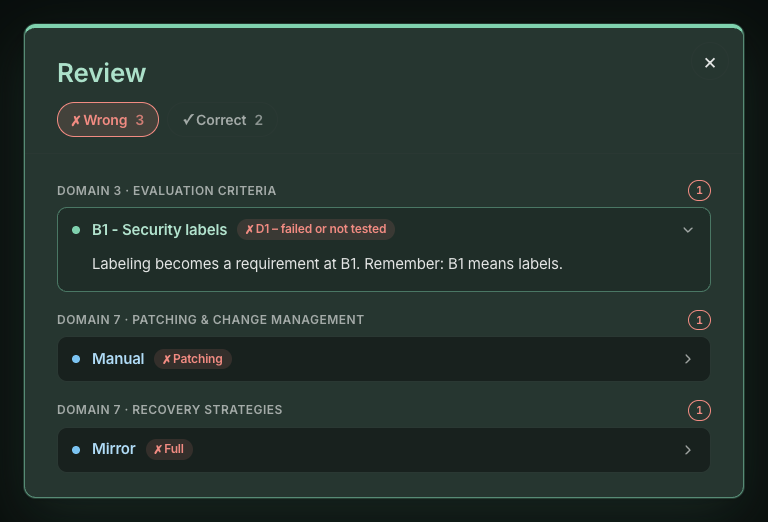 Review
✕
✗ Wrong 3 ✓ Correct 2
DOMAIN 3 · EVALUATION CRITERIA 1
B1 - Security labels ✗ D1 – failed or not tested
Labeling becomes a requirement at B1. Remember: B1 means labels.
DOMAIN 7 · PATCHING & CHANGE MANAGEMENT 1
Manual ✗ Patching
DOMAIN 7 · RECOVERY STRATEGIES 1
Mirror ✗ Full